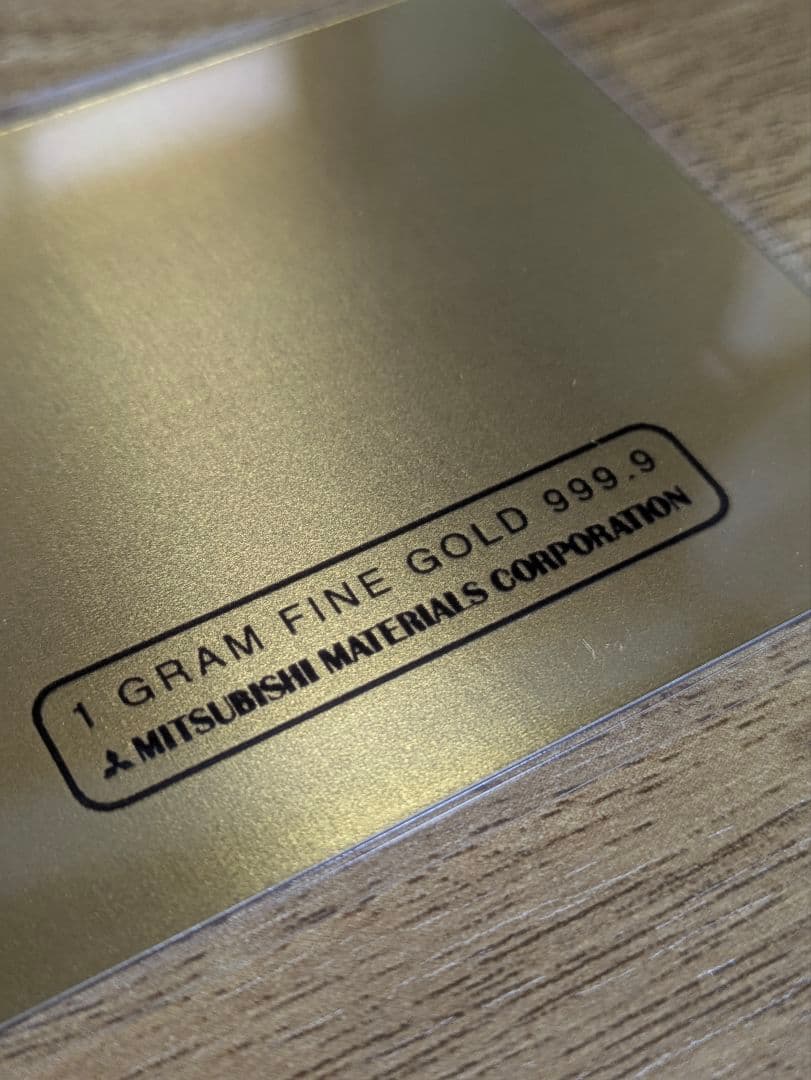 1 GRAM FINE GOLD 999.9
MITSUBISHI MATERIALS CORPORATION